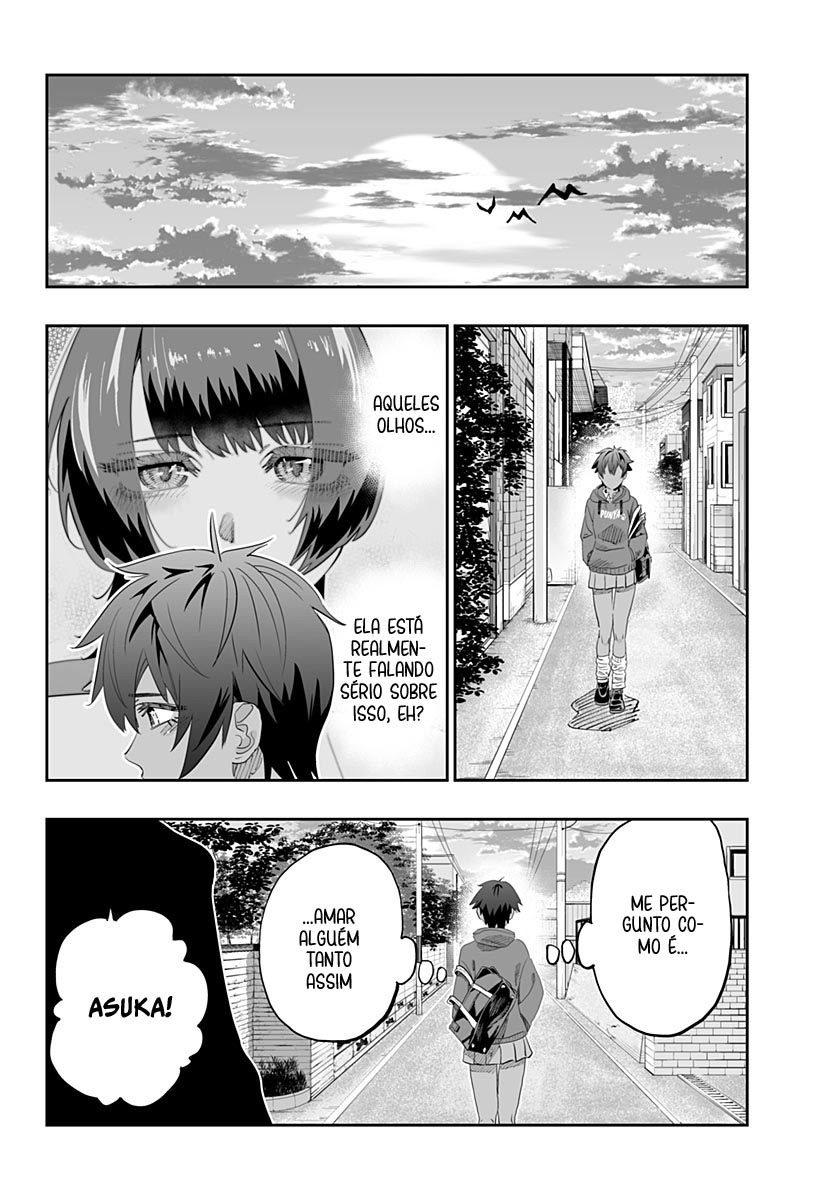 PUNTA
AQUELES
OLHOS...
ELA ESTÁ
REALMEN-
TE FALANDO
SÉRIO SOBRE
ISSO, EH?
ME PER-
GUNTO CO-
MO É...
...AMAR
ALGUÉM
TANTO
ASSIM
ASUKA!